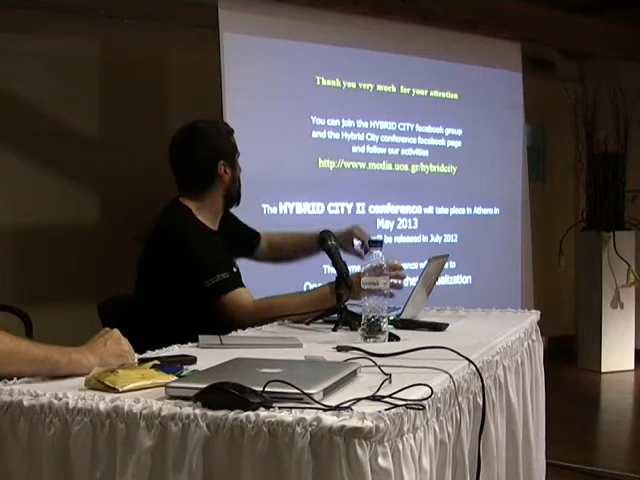 Thank you very much for your attention
You can join the HYBRID CITY facebook group
and the Hybrid City conference facebook page
and follow our activities
http://www.media.uoa.gr/hybridcity
The HYBRID CITY II conference will take place in Athens in
May 2013
be released in July 2012